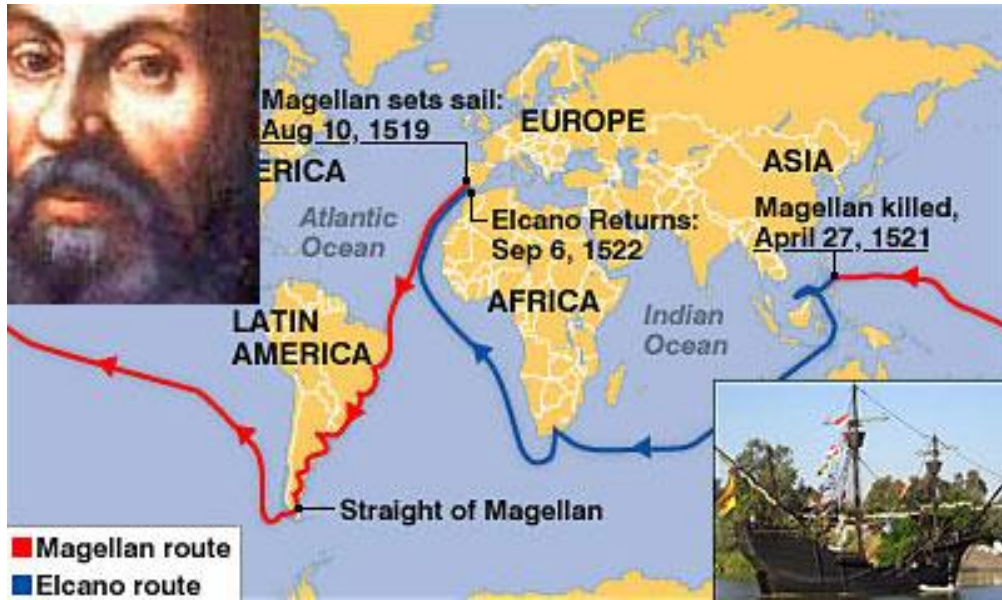 Magellan sets sail:
Aug 10, 1519
ERICA
EUROPE
ASIA
Atlantic
Ocean
Elcano Returns:
Sep 6, 1522
Magellan killed,
April 27, 1521
AFRICA
LATIN
AMERICA
Indian
Ocean
Straight of Magellan
Magellan route
Elcano route